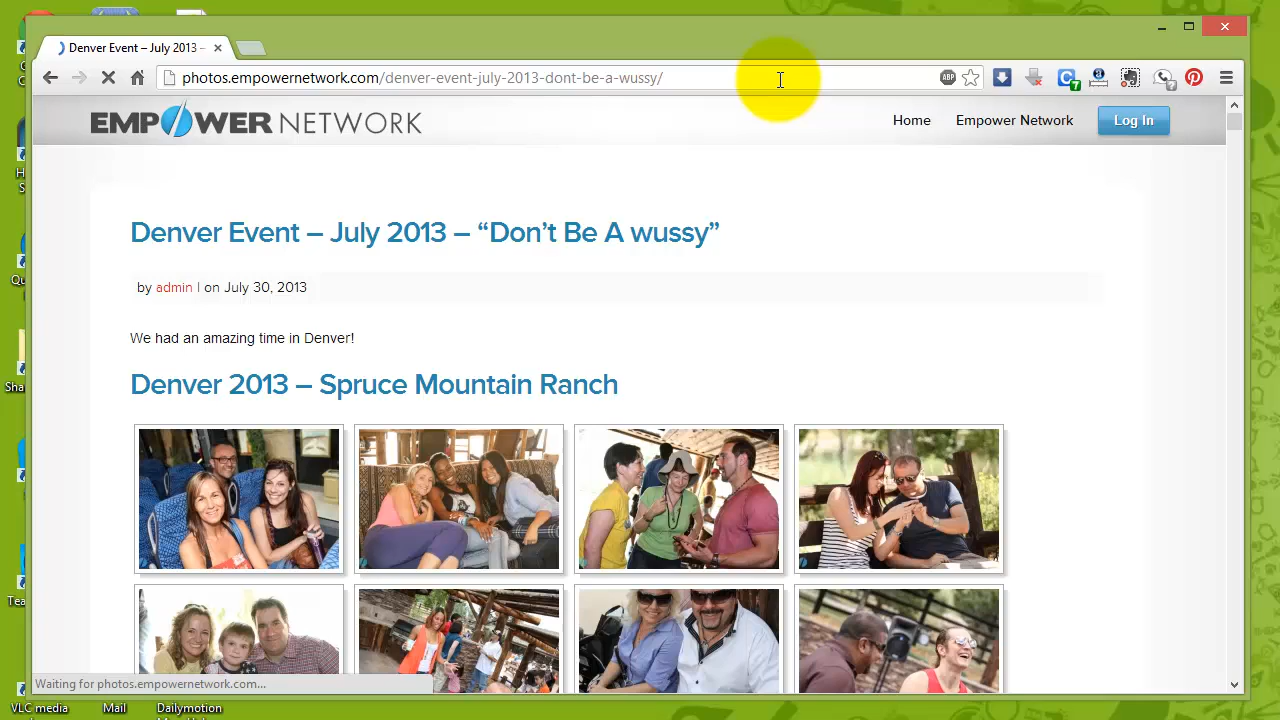 Denver Event – July 2013 –
photos.empowernetwork.com/denver-event-july-2013-dont-be-a-wussy/
ABP
7
EMPOWER NETWORK
Home
Empower Network
Log In
Denver Event – July 2013 – “Don’t Be A wussy”
by admin | on July 30, 2013
We had an amazing time in Denver!
Denver 2013 – Spruce Mountain Ranch
Waiting for photos.empowernetwork.com...
VLC media
Mail
Dailymotion